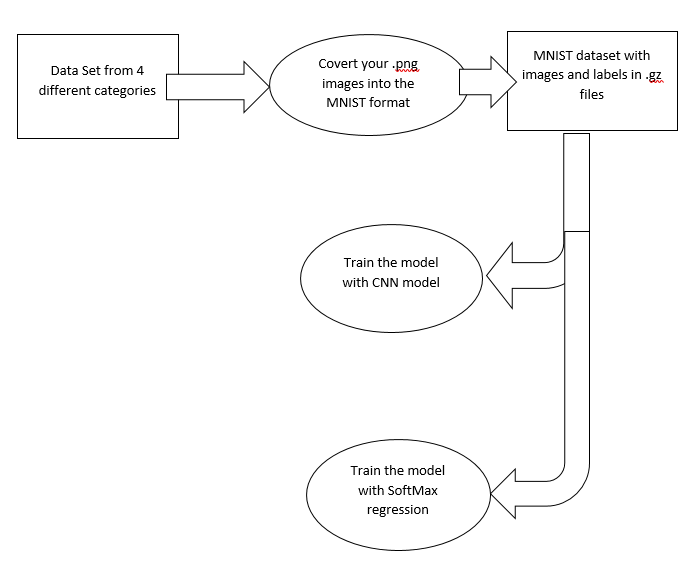 Data Set from 4
different categories
Covert your .png
images into the
MNIST format
MNIST dataset with
images and labels in .gz
files
Train the model
with CNN model
Train the model
with SoftMax
regression